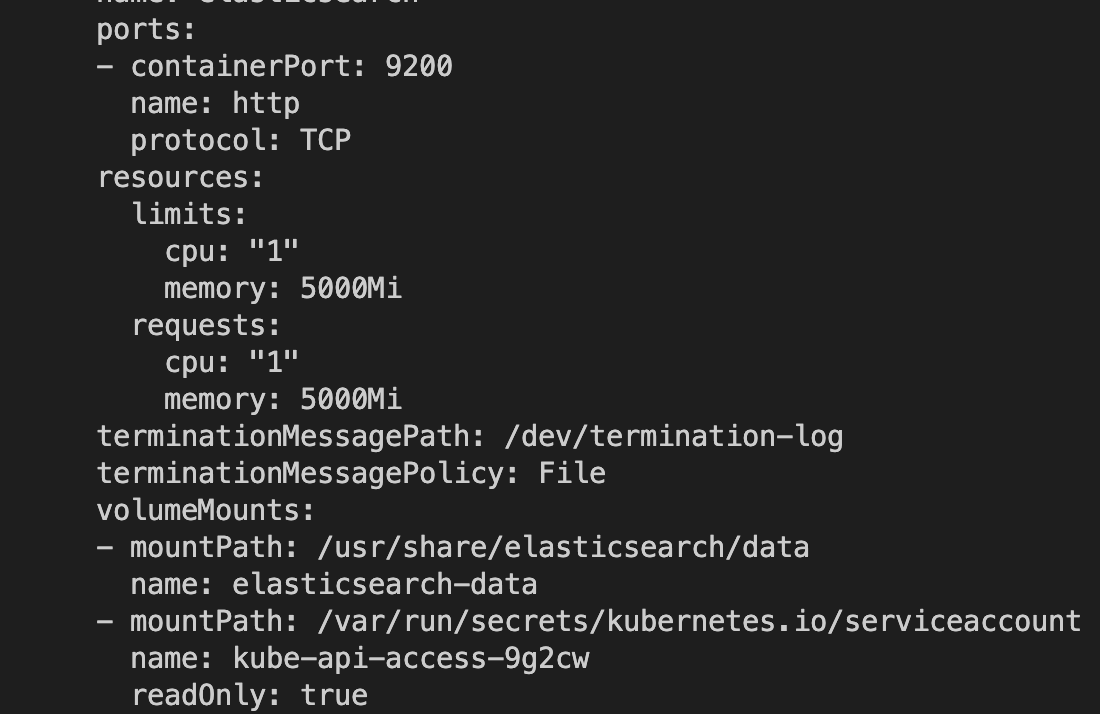 name: elasticsearch
ports:
- containerPort: 9200
  name: http
  protocol: TCP
resources:
  limits:
    cpu: "1"
    memory: 5000Mi
  requests:
    cpu: "1"
    memory: 5000Mi
terminationMessagePath: /dev/termination-log
terminationMessagePolicy: File
volumeMounts:
- mountPath: /usr/share/elasticsearch/data
  name: elasticsearch-data
- mountPath: /var/run/secrets/kubernetes.io/serviceaccount
  name: kube-api-access-9g2cw
  readOnly: true